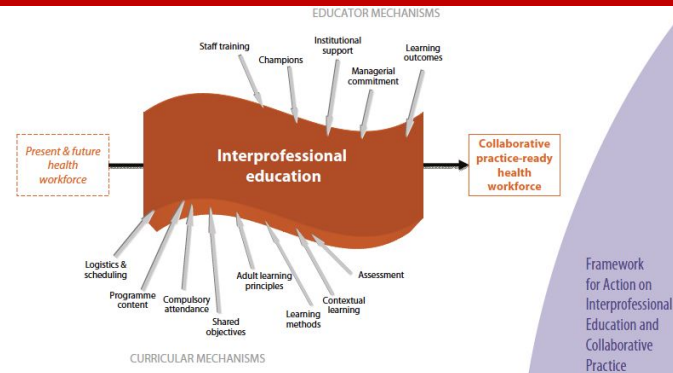 EDUCATOR MECHANISMS
Staff training
Champions
Institutional
support
Managerial
commitment
Learning
outcomes
Present & future
health
workforce
Interprofessional
education
Collaborative
practice-ready
health
workforce
Logistics &
scheduling
Programme
content
Compulsory
attendance
Shared
objectives
Adult learning
principles
Learning
methods
Contextual
learning
Assessment
CURRICULAR MECHANISMS
Framework
for Action on
Interprofessional
Education and
Collaborative
Practice